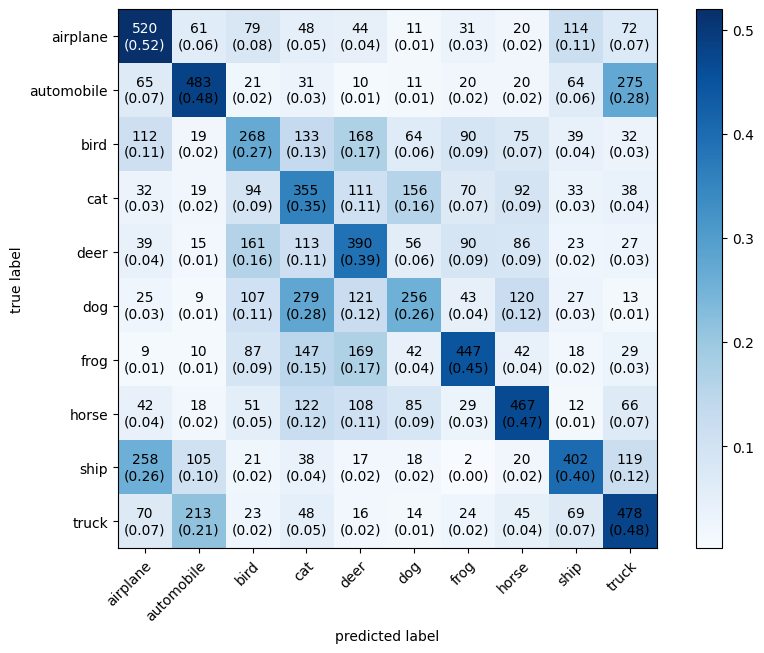 airplane 520 61 79 48 44 11 31 20 114 72
(0.52) (0.06) (0.08) (0.05) (0.04) (0.01) (0.03) (0.02) (0.11) (0.07)
automobile 65 483 21 31 10 11 20 20 64 275
(0.07) (0.48) (0.02) (0.03) (0.01) (0.01) (0.02) (0.02) (0.06) (0.28)
bird 112 19 268 133 168 64 90 75 39 32
(0.11) (0.02) (0.27) (0.13) (0.17) (0.06) (0.09) (0.07) (0.04) (0.03)
cat 32 19 94 355 111 156 70 92 33 38
(0.03) (0.02) (0.09) (0.35) (0.11) (0.16) (0.07) (0.09) (0.03) (0.04)
deer 39 15 161 113 390 56 90 86 23 27
(0.04) (0.01) (0.16) (0.11) (0.39) (0.06) (0.09) (0.09) (0.02) (0.03)
dog 25 9 107 279 121 256 43 120 27 13
(0.03) (0.01) (0.11) (0.28) (0.12) (0.26) (0.04) (0.12) (0.03) (0.01)
frog 9 10 87 147 169 42 447 42 18 29
(0.01) (0.01) (0.09) (0.15) (0.17) (0.04) (0.45) (0.04) (0.02) (0.03)
horse 42 18 51 122 108 85 29 467 12 66
(0.04) (0.02) (0.05) (0.12) (0.11) (0.09) (0.03) (0.47) (0.01) (0.07)
ship 258 105 21 38 17 18 2 20 402 119
(0.26) (0.10) (0.02) (0.04) (0.02) (0.02) (0.00) (0.02) (0.40) (0.12)
truck 70 213 23 48 16 14 24 45 69 478
(0.07) (0.21) (0.02) (0.05) (0.02) (0.01) (0.02) (0.04) (0.07) (0.48)
airplane automobile bird cat deer dog frog horse ship truck
predicted label
true label
0.5
0.4
0.3
0.2
0.1